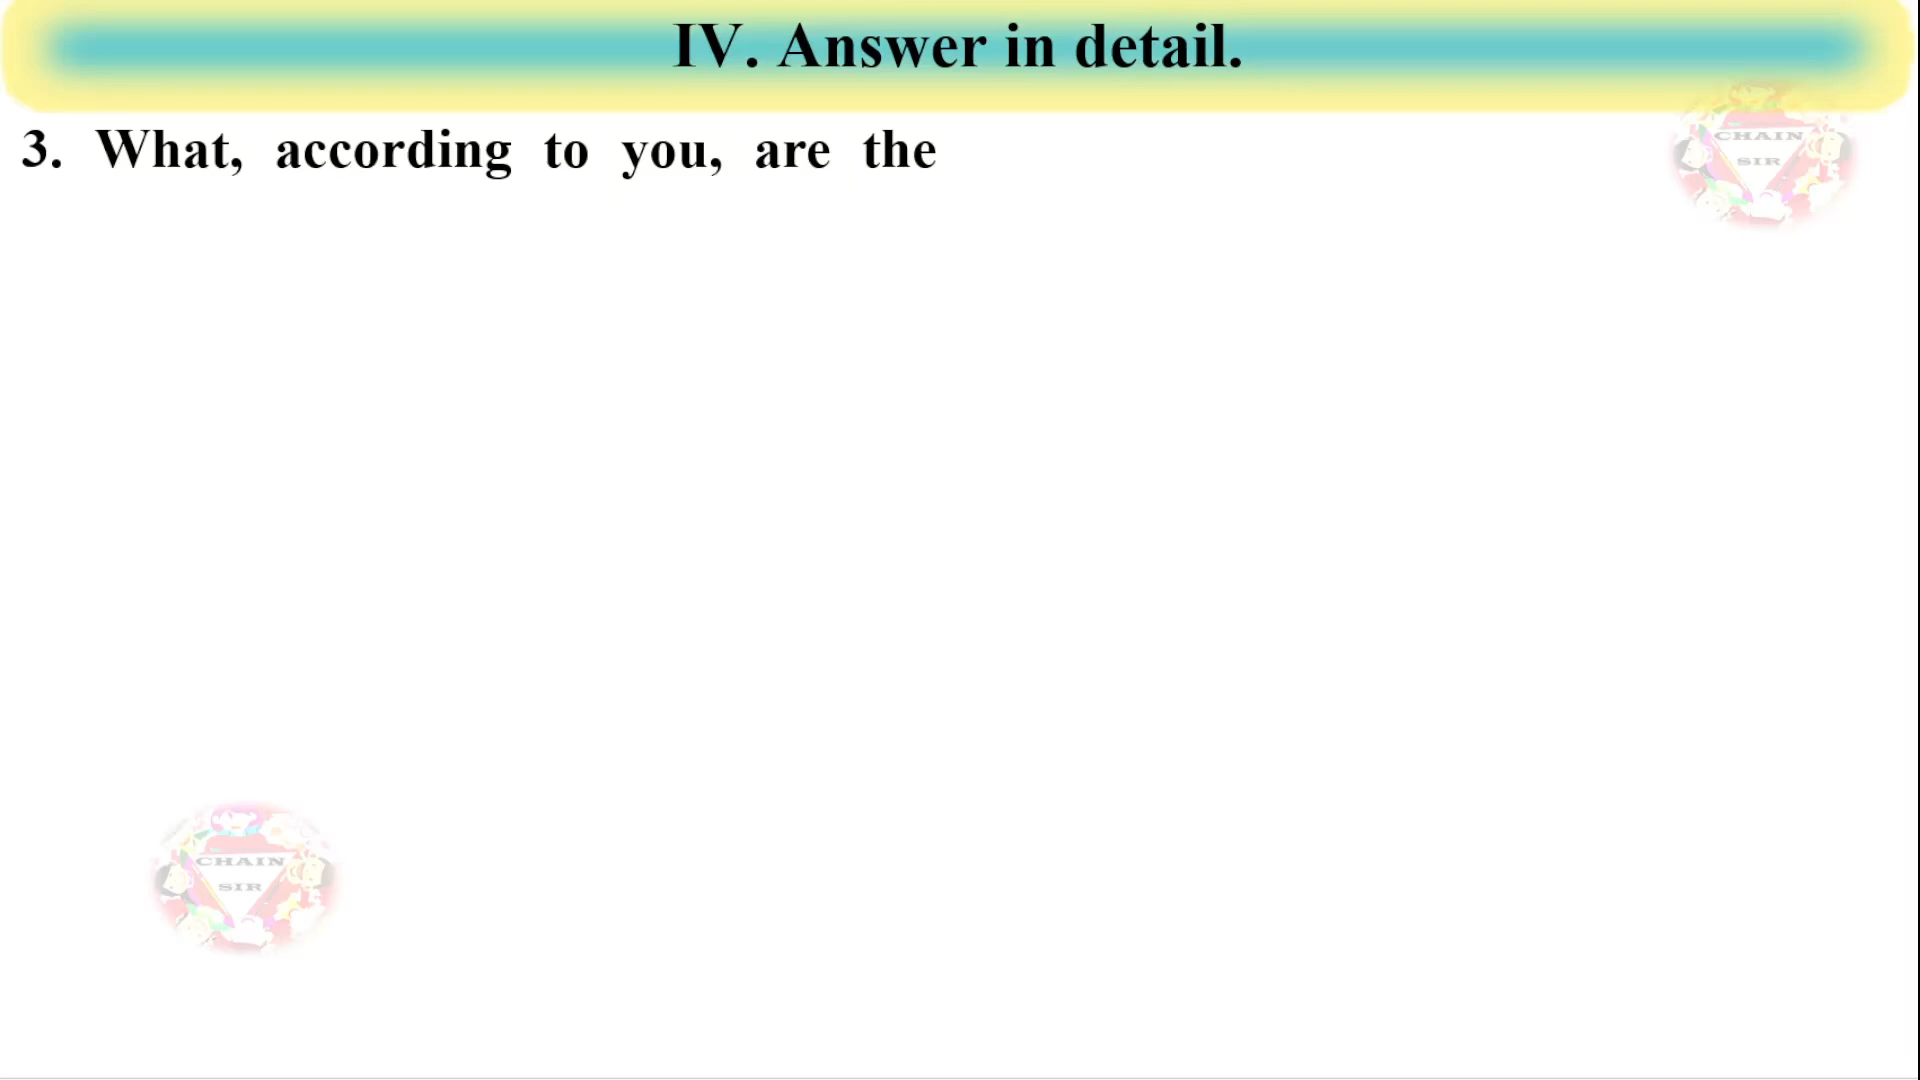 IV. Answer in detail.
3. What, according to you, are the
CHAIN
SIR
CHAIN
SIR